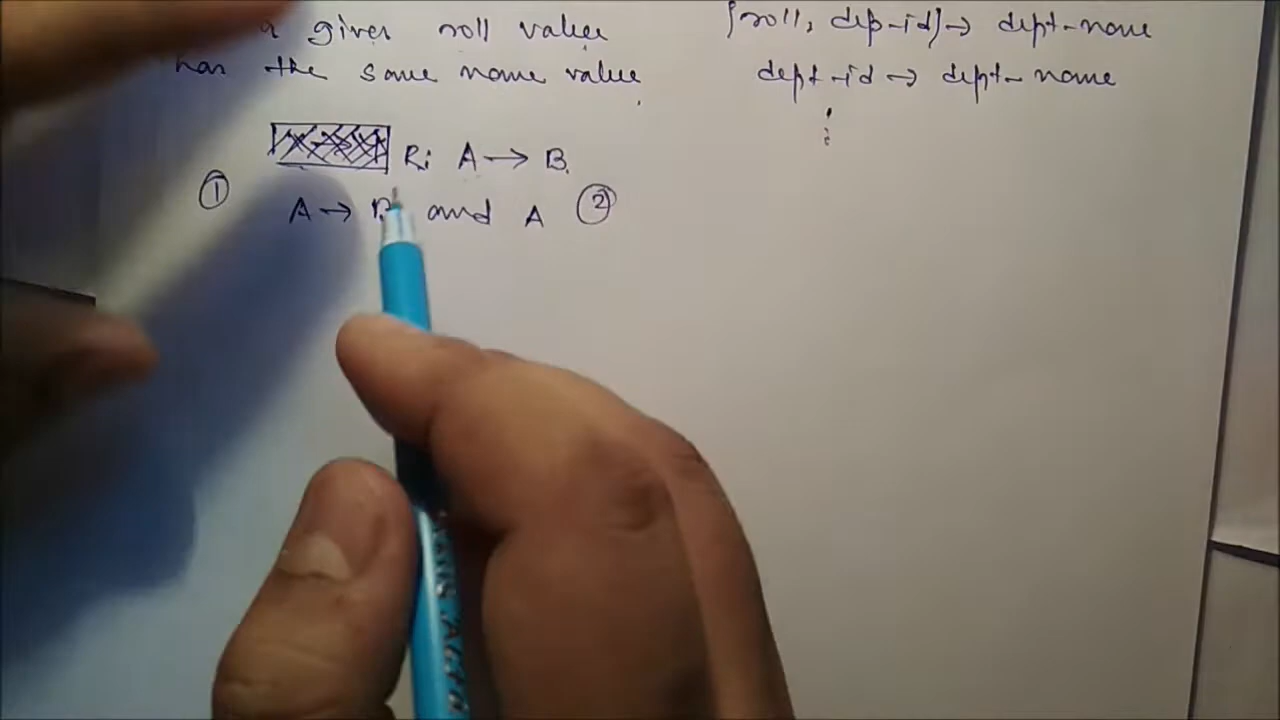 a given roll value
has the same name value.
R: A → B.
① A → B and A ②
{roll, dep-id} → dept-name
dept-id → dept-name